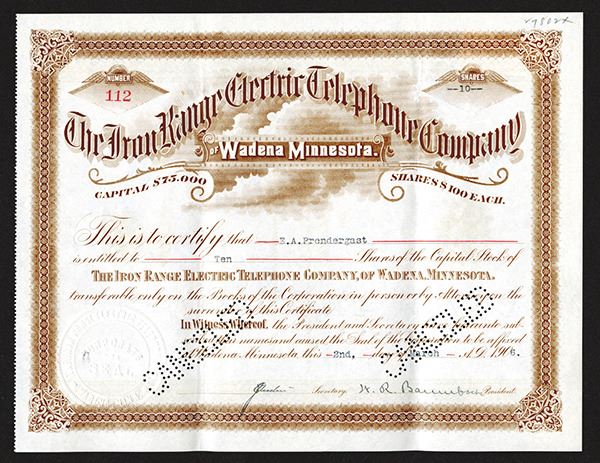 NUMBER
112
SHARES
--10--
The Iron Range Electric Telephone Company
of Wadena Minnesota.
CAPITAL $75.000
SHARES $100 EACH.
This is to certify that E.A.Prendergast
is entitled to Ten Shares of the Capital Stock of
THE IRON RANGE ELECTRIC TELEPHONE COMPANY, OF WADENA, MINNESOTA.
transferable only on the Books of the Corporation in person or by Attorney on the
surrender of this Certificate
In Witness Whereof, the President and Secretary have hereunto sub-
scribed their names and caused the Seal of the Corporation to be affixed
at Wadena, Minnesota this 2nd, day of March A.D. 1906.
CANCELLED
CANCELLED
Secretary. H. R. President.